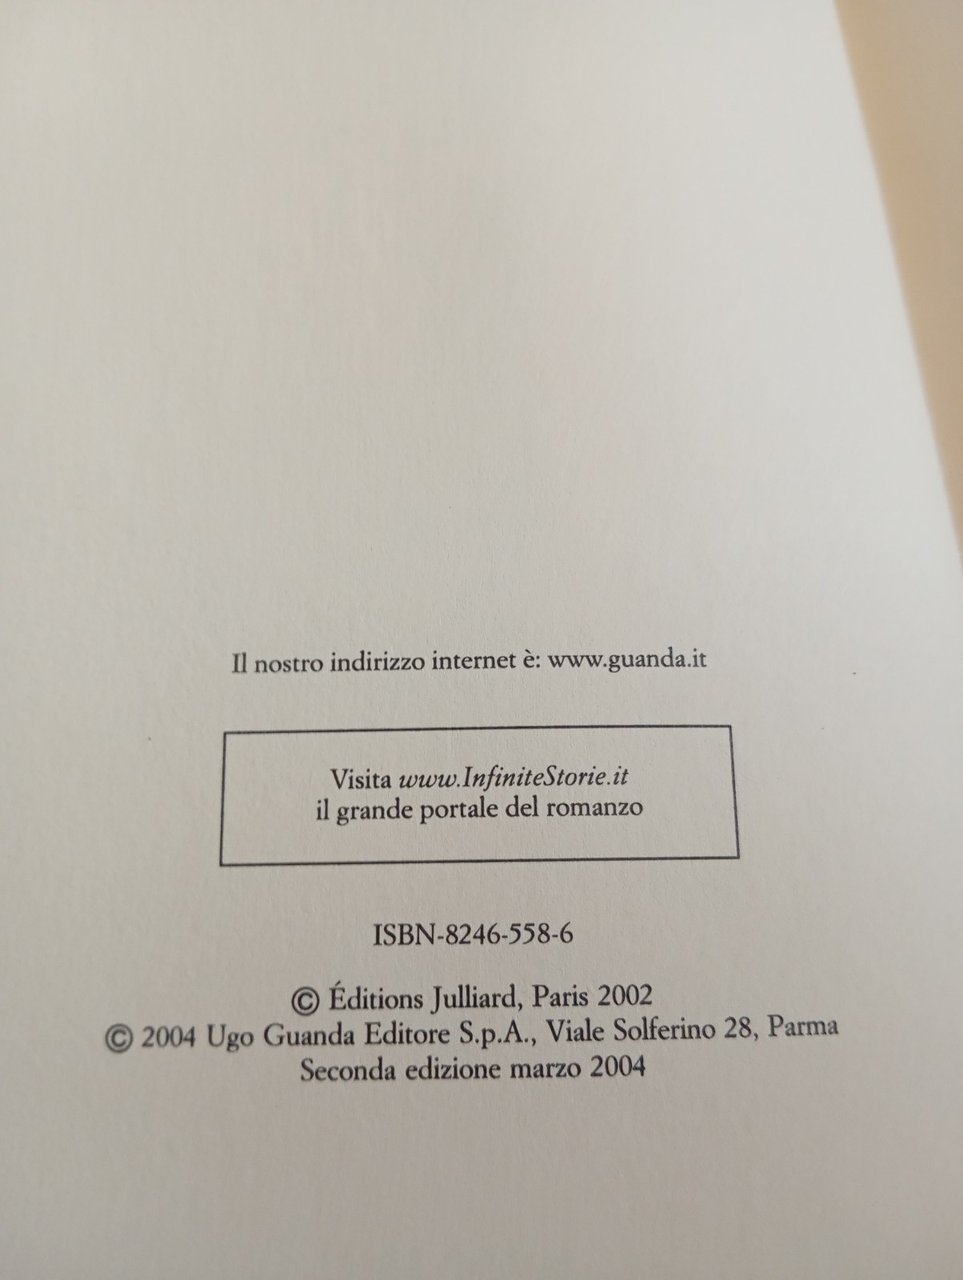 Il nostro indirizzo internet è: www.guanda.it
Visita www.InfiniteStorie.it
il grande portale del romanzo
ISBN-8246-558-6
© Éditions Julliard, Paris 2002
© 2004 Ugo Guanda Editore S.p.A., Viale Solferino 28, Parma
Seconda edizione marzo 2004